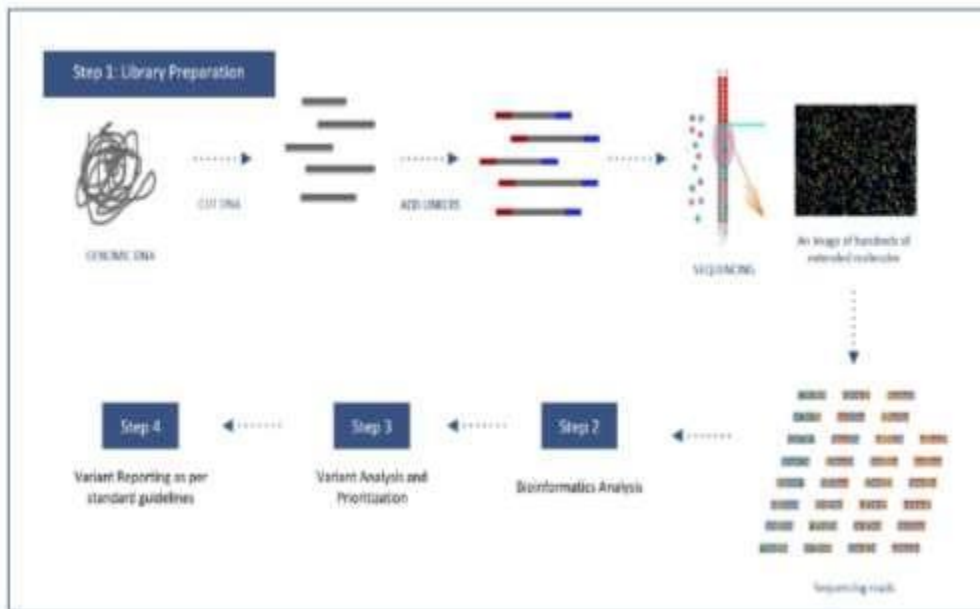 Step 1: Library Preparation
GENOMIC DNA
CUT DNA
ADD LINKERS
SEQUENCING
An image of hundreds of
extended molecules
Step 4
Step 3
Step 2
Variant Reporting as per
standard guidelines
Variant Analysis and
Prioritization
Bioinformatics Analysis
Sequencing reads